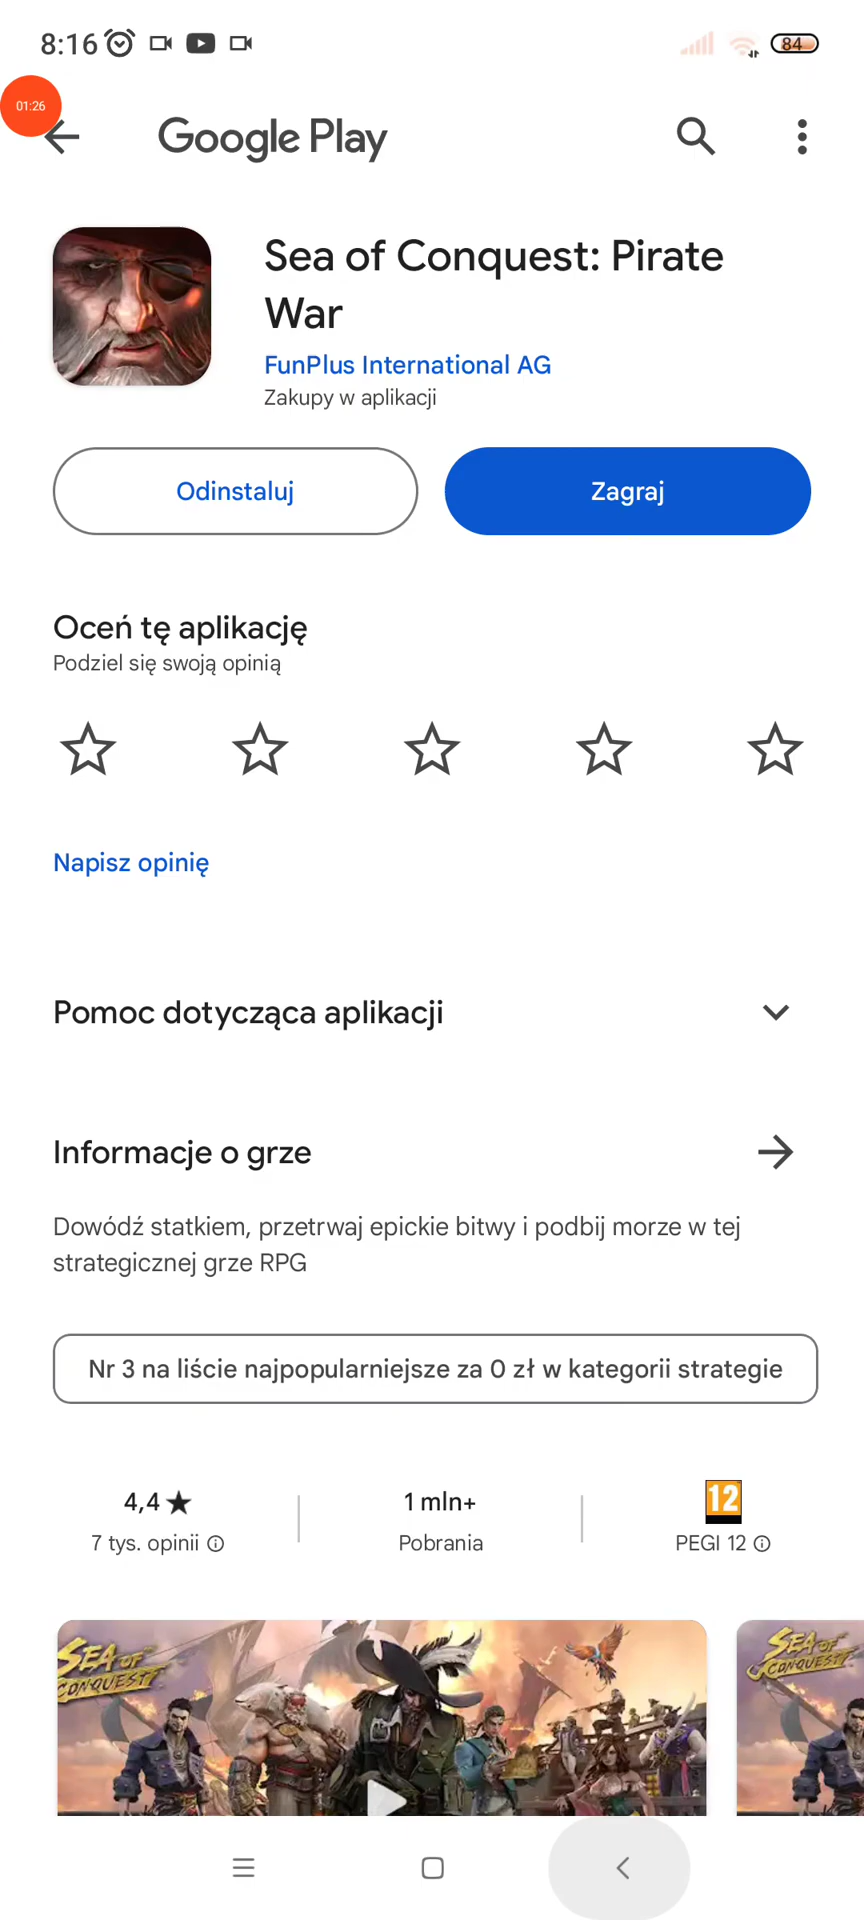 8:16
84
01:26
Google Play
Sea of Conquest: Pirate
War
FunPlus International AG
Zakupy w aplikacji
Odinstaluj
Zagraj
Oceń tę aplikację
Podziel się swoją opinią
Napisz opinię
Pomoc dotycząca aplikacji
Informacje o grze
Dowódź statkiem, przetrwaj epickie bitwy i podbij morze w tej
strategicznej grze RPG
Nr 3 na liście najpopularniejsze za 0 zł w kategorii strategie
4,4 ★
1 mln+
12
7 tys. opinii
Pobrania
PEGI 12
SEA OF
CONQUEST
SEA OF
CONQUEST